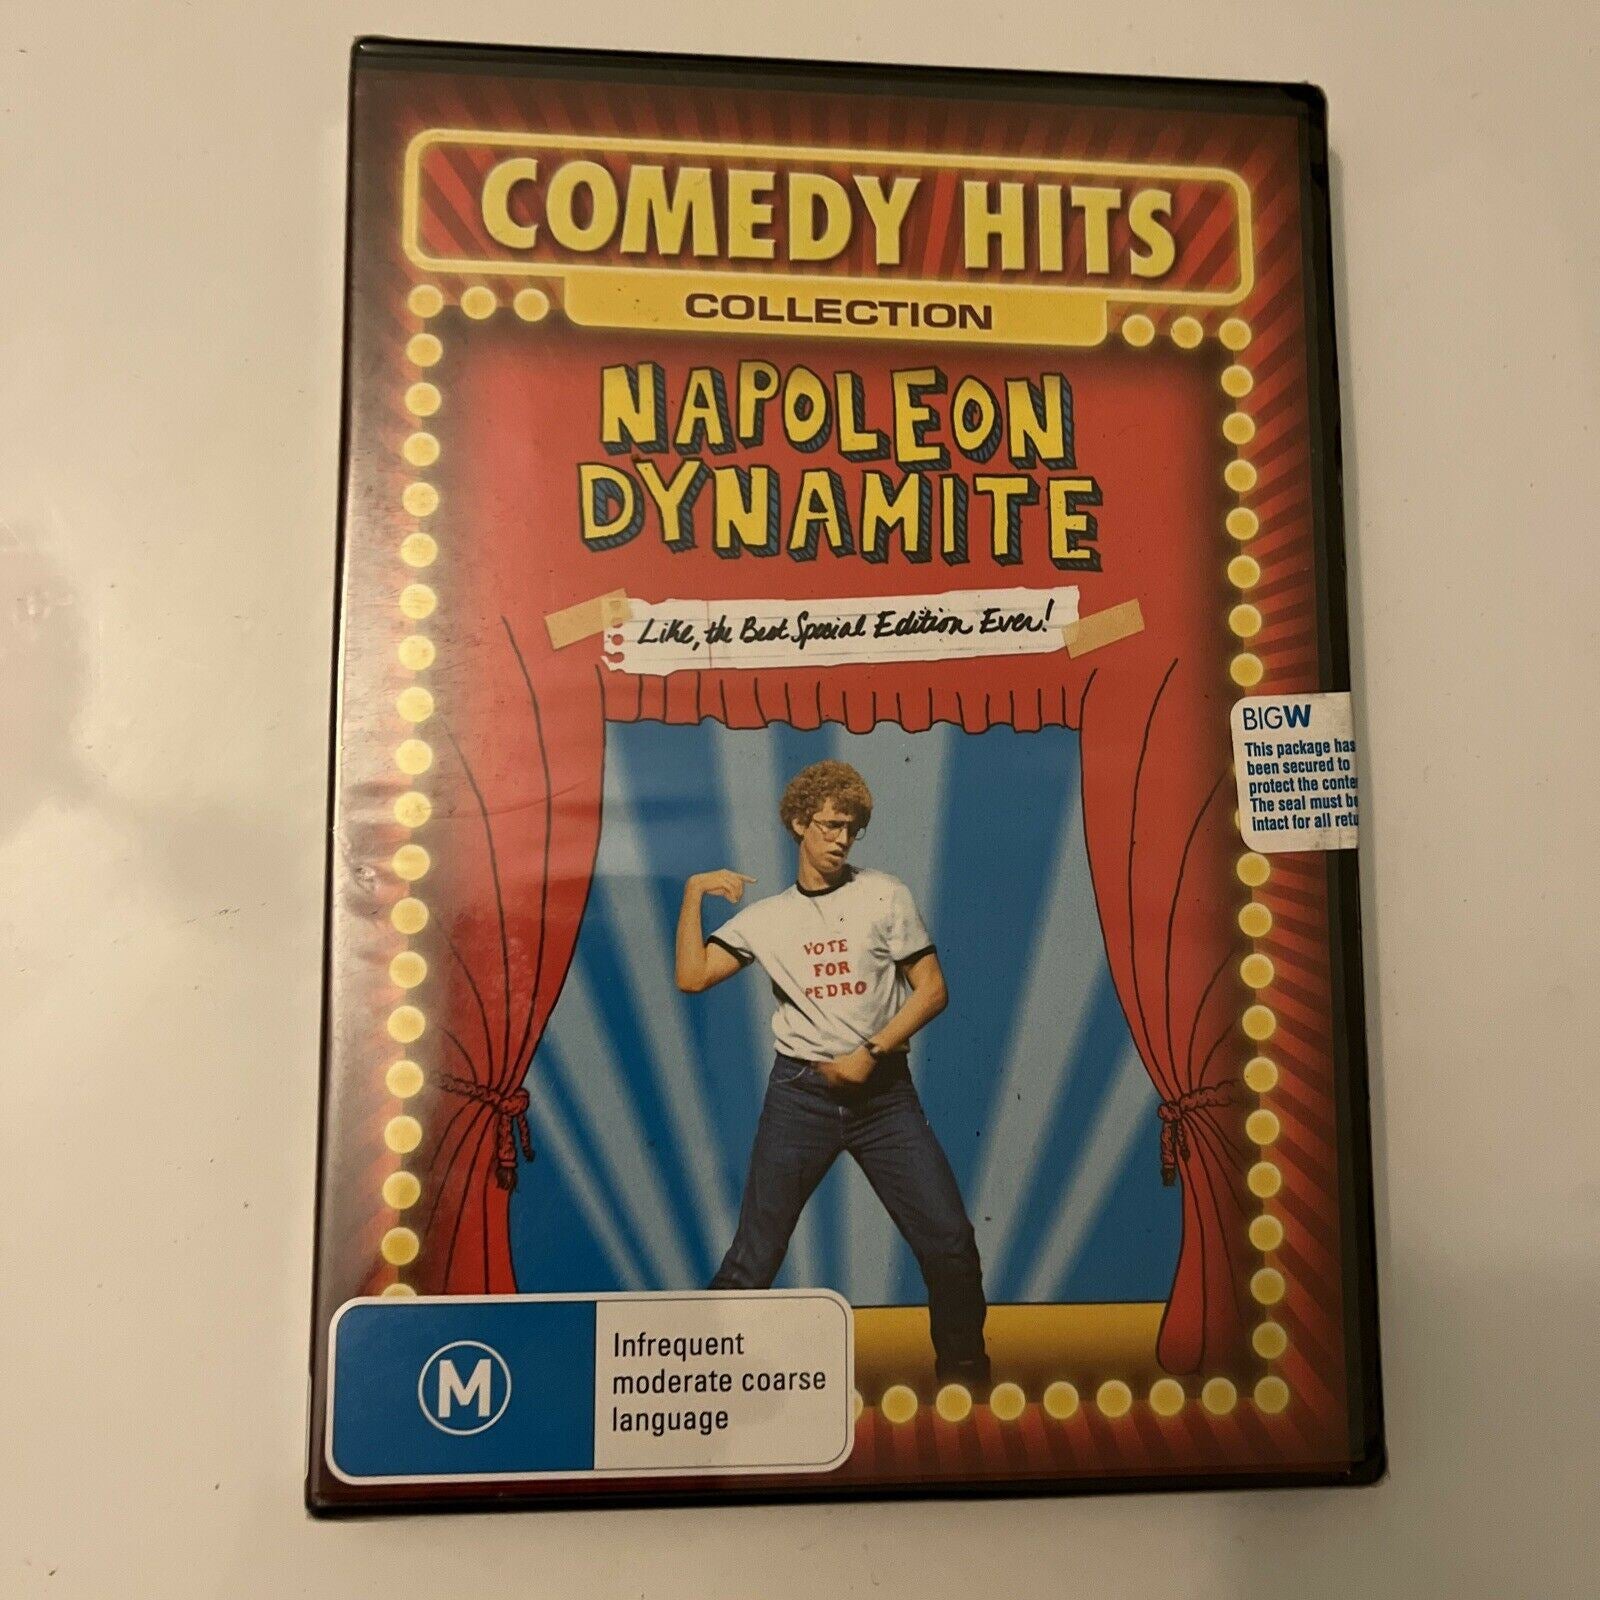 COMEDY HITS
COLLECTION
NAPOLEON
DYNAMITE
Like, the Best Special Edition Ever!
BIGW
This package has
been secured to
protect the conte
The seal must be
intact for all retu
VOTE
FOR
PEDRO
M
Infrequent
moderate coarse
language